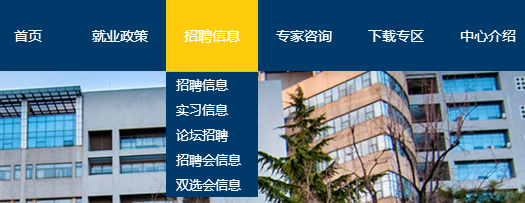 首页 就业政策 招聘信息 专家咨询 下载专区 中心介绍
招聘信息
实习信息
论坛招聘
招聘会信息
双选会信息